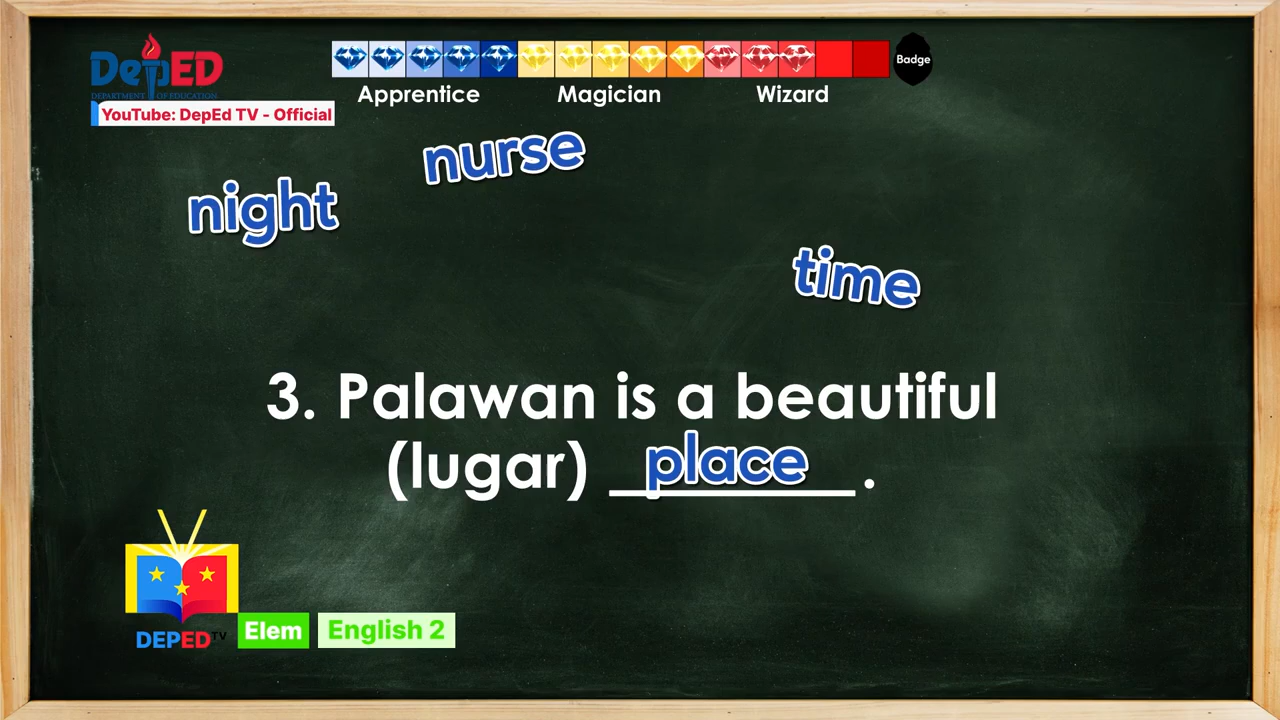 DepED
DEPARTMENT OF EDUCATION
YouTube: DepEd TV - Official
Apprentice
Magician
Wizard
Badge
nurse
night
time
3. Palawan is a beautiful
(lugar) place.
DEPED TV
Elem
English 2